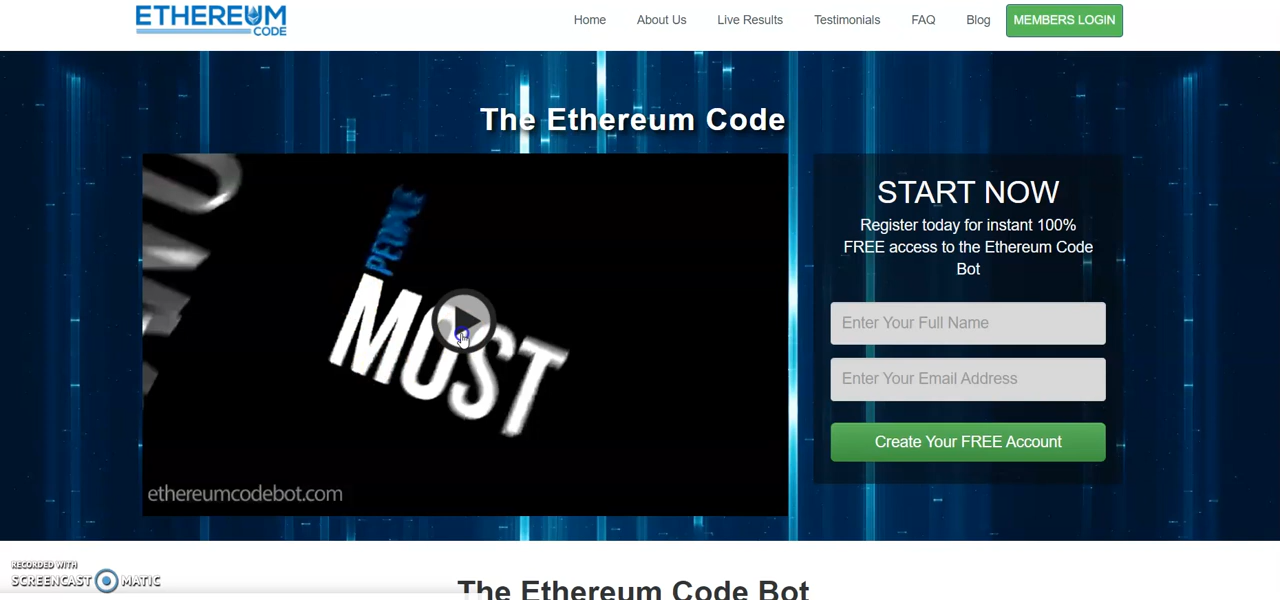 ETHEREUM
CODE
Home
About Us
Live Results
Testimonials
FAQ
Blog
MEMBERS LOGIN
The Ethereum Code
PEOPLE
MOST
ethereumcodebot.com
START NOW
Register today for instant 100%
FREE access to the Ethereum Code
Bot
Enter Your Full Name
Enter Your Email Address
Create Your FREE Account
RECORDED WITH
SCREENCAST MATIC
The Ethereum Code Bot